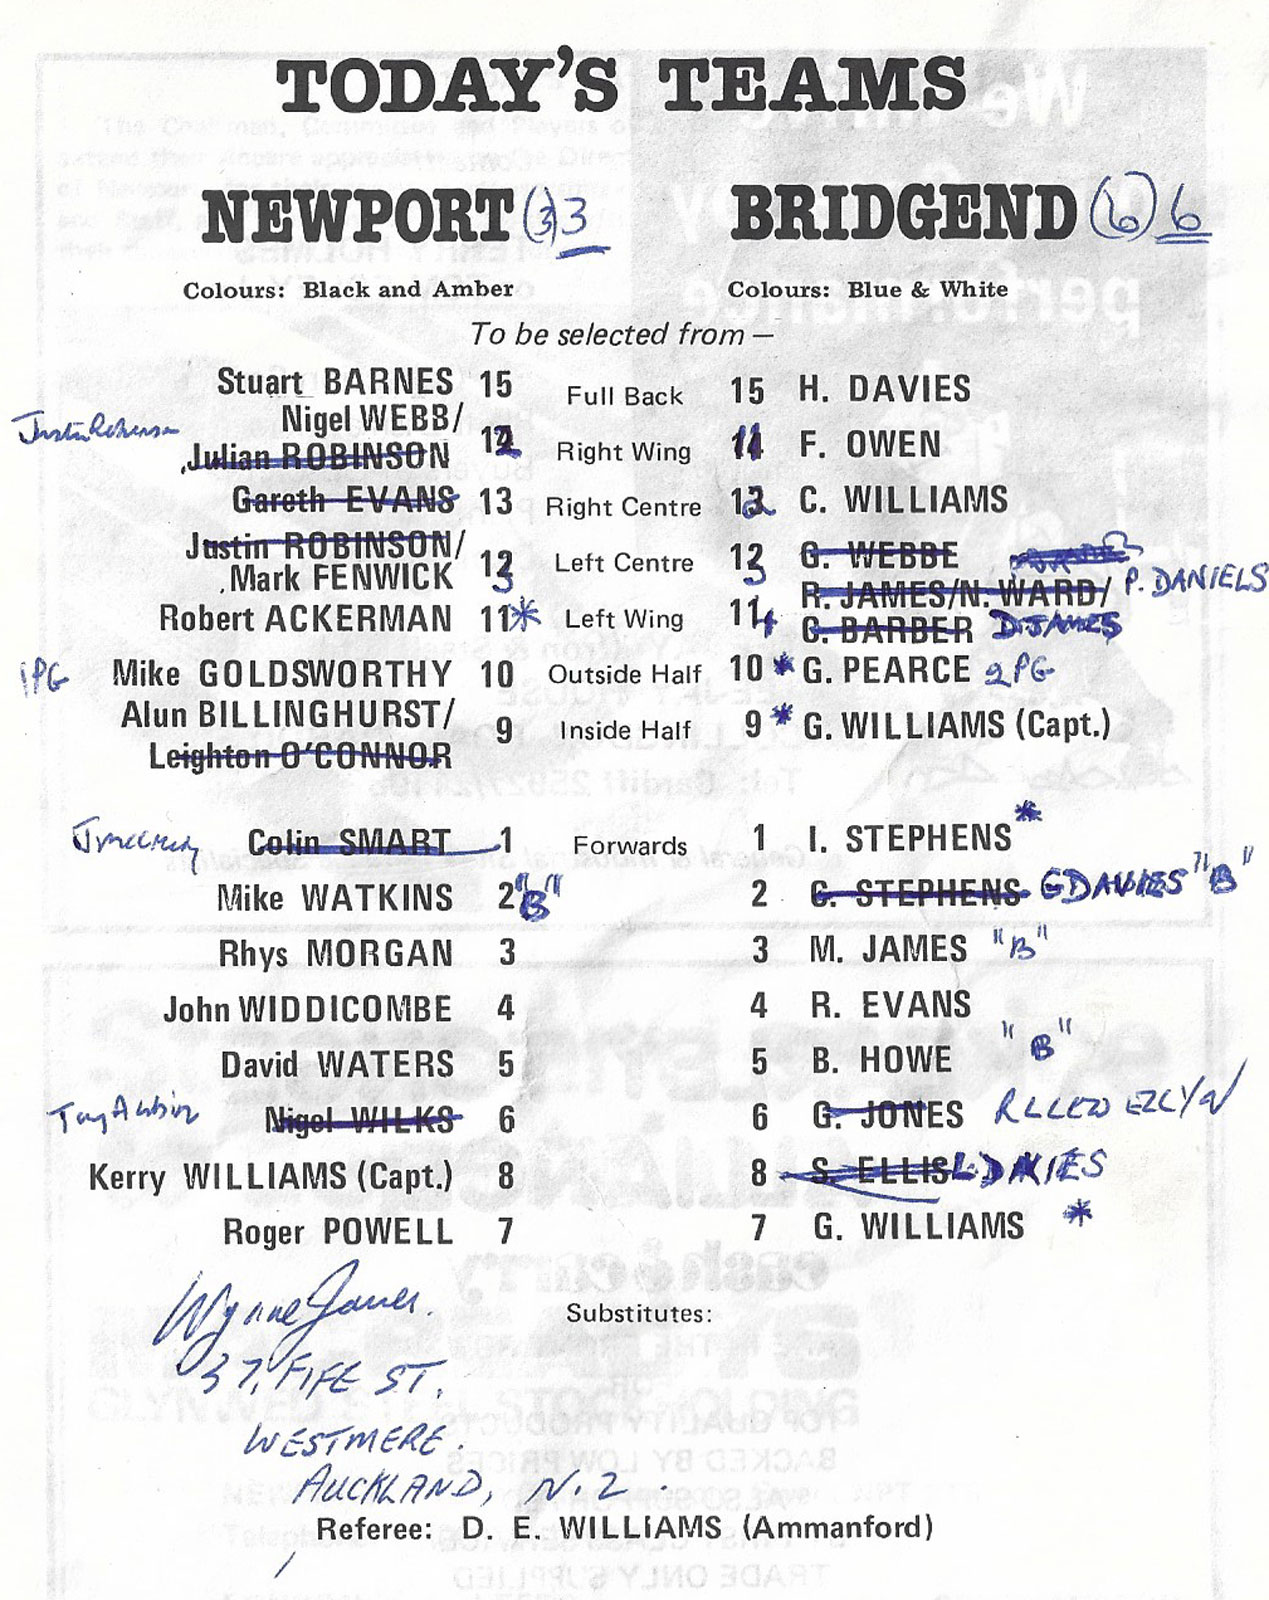 TODAY'S TEAMS
NEWPORT (3) 3 BRIDGEND (6) 6
Colours: Black and Amber Colours: Blue & White
To be selected from —
Stuart BARNES 15 Full Back 15 H. DAVIES
Nigel WEBB/
Julian ROBINSON Right Wing F. OWEN
Gareth EVANS 13 Right Centre C. WILLIAMS
Justin ROBINSON/ Left Centre G. WEBBE
Mark FENWICK
R. JAMES/N. WARD/ P. DANIELS
Robert ACKERMAN 11* Left Wing
C. BARBER D. JAMES
1PG Mike GOLDSWORTHY 10 Outside Half 10 * G. PEARCE 2PG
Alun BILLINGHURST/ 9 Inside Half 9 * G. WILLIAMS (Capt.)
Leighton O'CONNOR
Colin SMART 1 Forwards 1 I. STEPHENS *
Mike WATKINS 2 "B" 2 C. STEPHENS G DAVIES "B"
Rhys MORGAN 3 3 M. JAMES "B"
John WIDDICOMBE 4 4 R. EVANS
David WATERS 5 5 B. HOWE "B"
Nigel WILKS 6 6 G. JONES
Kerry WILLIAMS (Capt.) 8 8 S. ELLIS L. DAVIES
Roger POWELL 7 7 G. WILLIAMS *
Substitutes:
Wynne Jones.
37, FIFE ST.
WESTMERE.
AUCKLAND, N.Z.
Referee: D. E. WILLIAMS (Ammanford)